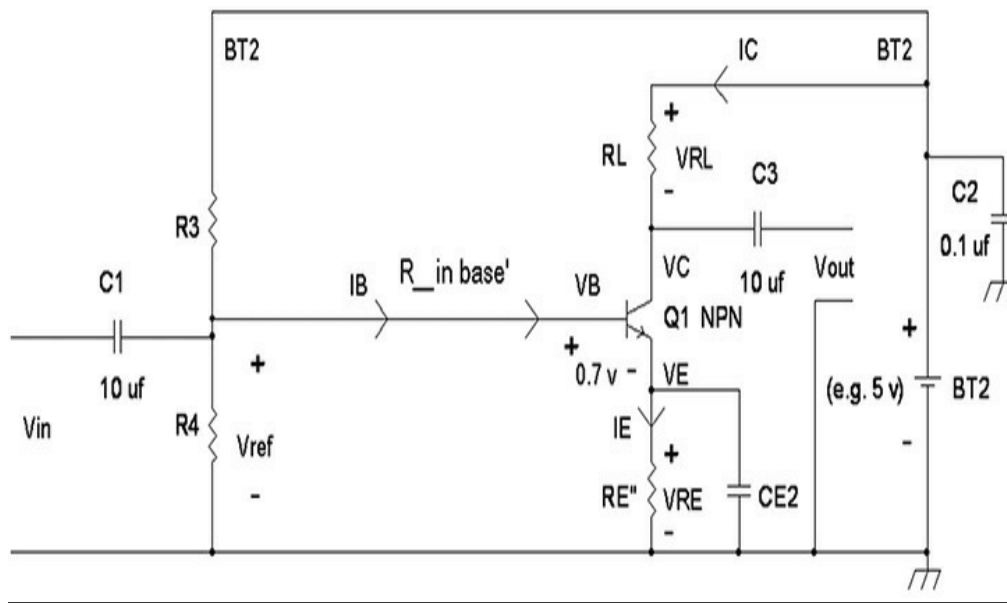 BT2
IC
BT2
+
RL
VRL
-
C3
C2
R3
0.1 uf
C1
IB
R__in base'
VB
VC
10 uf
Vout
Q1 NPN
+
10 uf
+
0.7 v -
VE
+
(e.g. 5 v)
BT2
Vin
R4
Vref
IE
-
-
+
RE"
VRE
CE2
-